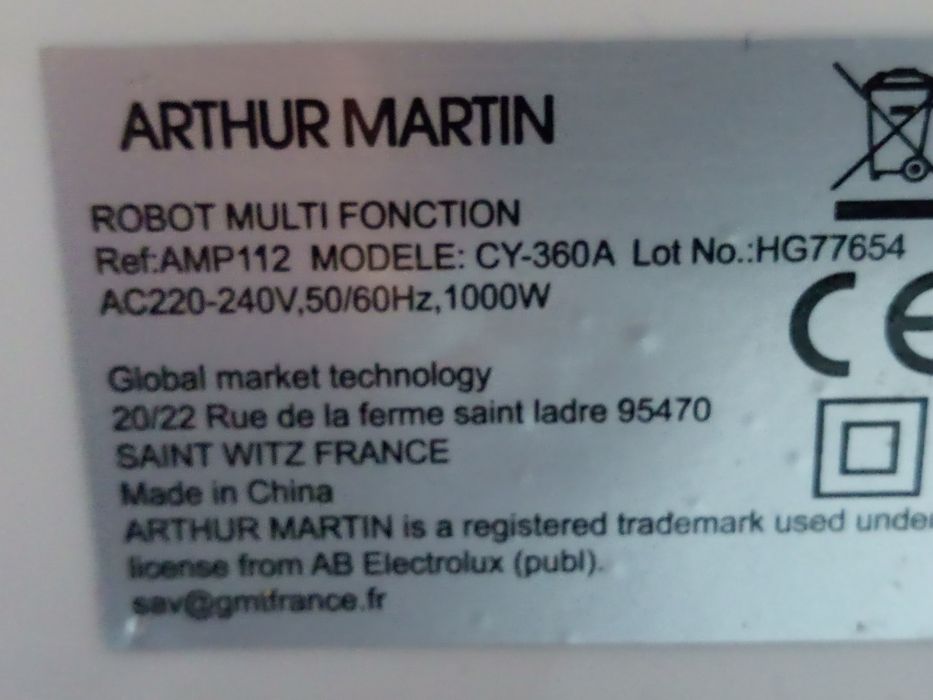 ARTHUR MARTIN
ROBOT MULTI FONCTION
Ref:AMP112 MODELE: CY-360A Lot No.:HG77654
AC220-240V,50/60Hz,1000W
CE
Global market technology
20/22 Rue de la ferme saint ladre 95470
SAINT WITZ FRANCE
Made in China
ARTHUR MARTIN is a registered trademark used under
license from AB Electrolux (publ).
sav@gmtfrance.fr